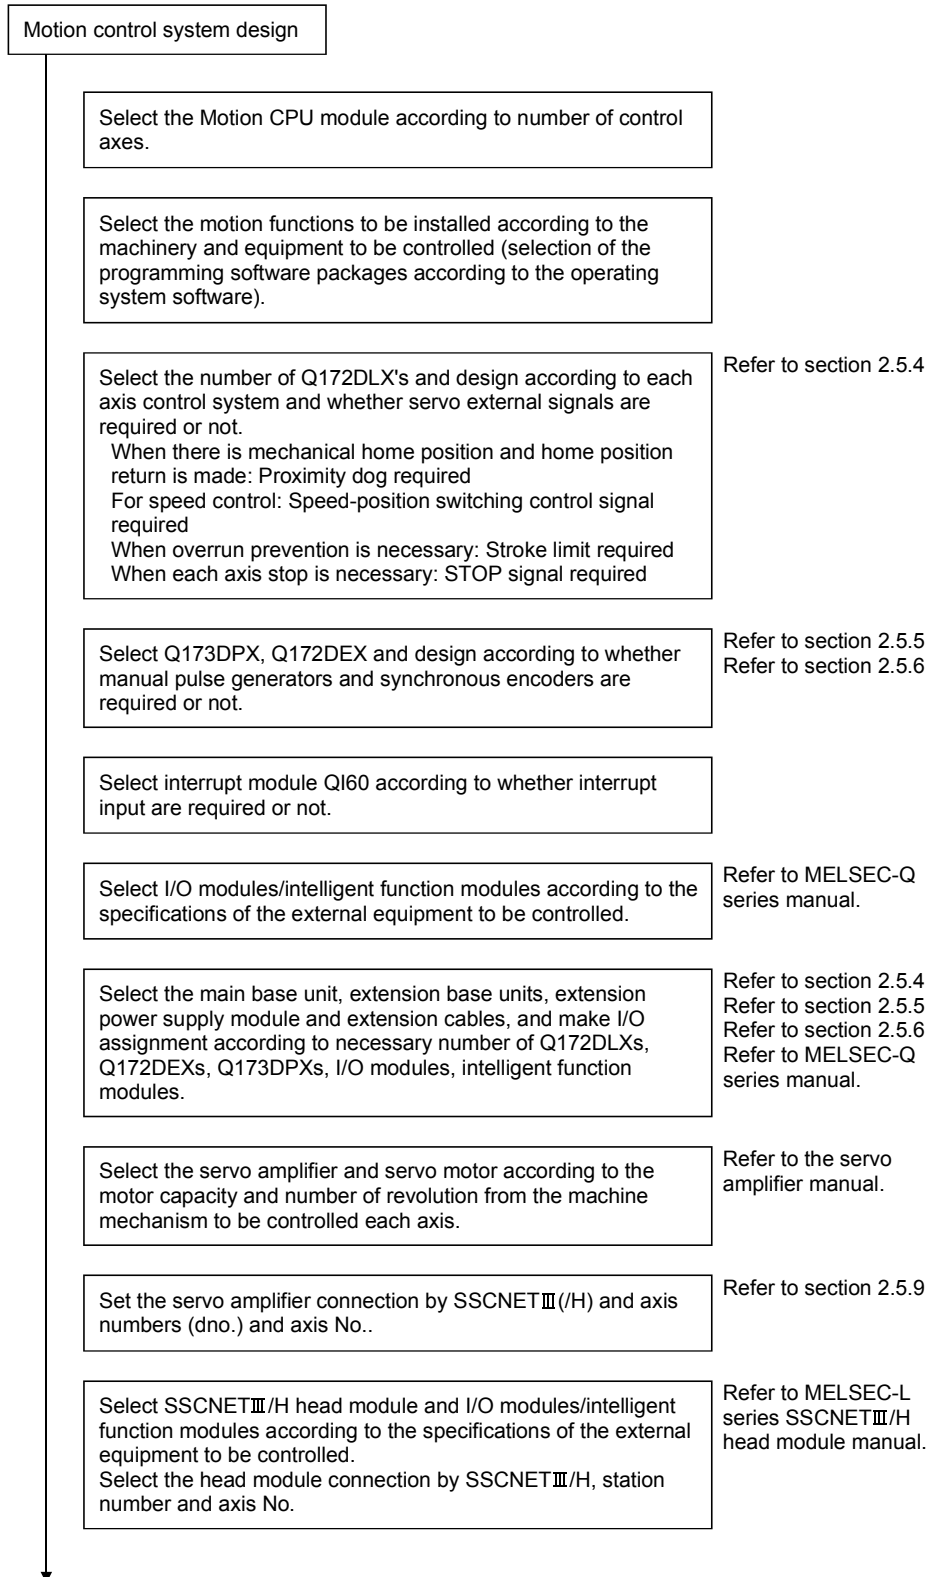 Motion control system design
Select the Motion CPU module according to number of control
axes.
Select the motion functions to be installed according to the
machinery and equipment to be controlled (selection of the
programming software packages according to the operating
system software).
Select the number of Q172DLX's and design according to each
axis control system and whether servo external signals are
required or not.
When there is mechanical home position and home position
return is made: Proximity dog required
For speed control: Speed-position switching control signal
required
When overrun prevention is necessary: Stroke limit required
When each axis stop is necessary: STOP signal required
Refer to section 2.5.4
Select Q173DPX, Q172DEX and design according to whether
manual pulse generators and synchronous encoders are
required or not.
Refer to section 2.5.5
Refer to section 2.5.6
Select interrupt module QI60 according to whether interrupt
input are required or not.
Select I/O modules/intelligent function modules according to the
specifications of the external equipment to be controlled.
Refer to MELSEC-Q
series manual.
Select the main base unit, extension base units, extension
power supply module and extension cables, and make I/O
assignment according to necessary number of Q172DLXs,
Q172DEXs, Q173DPXs, I/O modules, intelligent function
modules.
Refer to section 2.5.4
Refer to section 2.5.5
Refer to section 2.5.6
Refer to MELSEC-Q
series manual.
Select the servo amplifier and servo motor according to the
motor capacity and number of revolution from the machine
mechanism to be controlled each axis.
Refer to the servo
amplifier manual.
Set the servo amplifier connection by SSCNETⅢ(/H) and axis
numbers (dno.) and axis No..
Refer to section 2.5.9
Select SSCNETⅢ/H head module and I/O modules/intelligent
function modules according to the specifications of the external
equipment to be controlled.
Select the head module connection by SSCNETⅢ/H, station
number and axis No.
Refer to MELSEC-L
series SSCNETⅢ/H
head module manual.